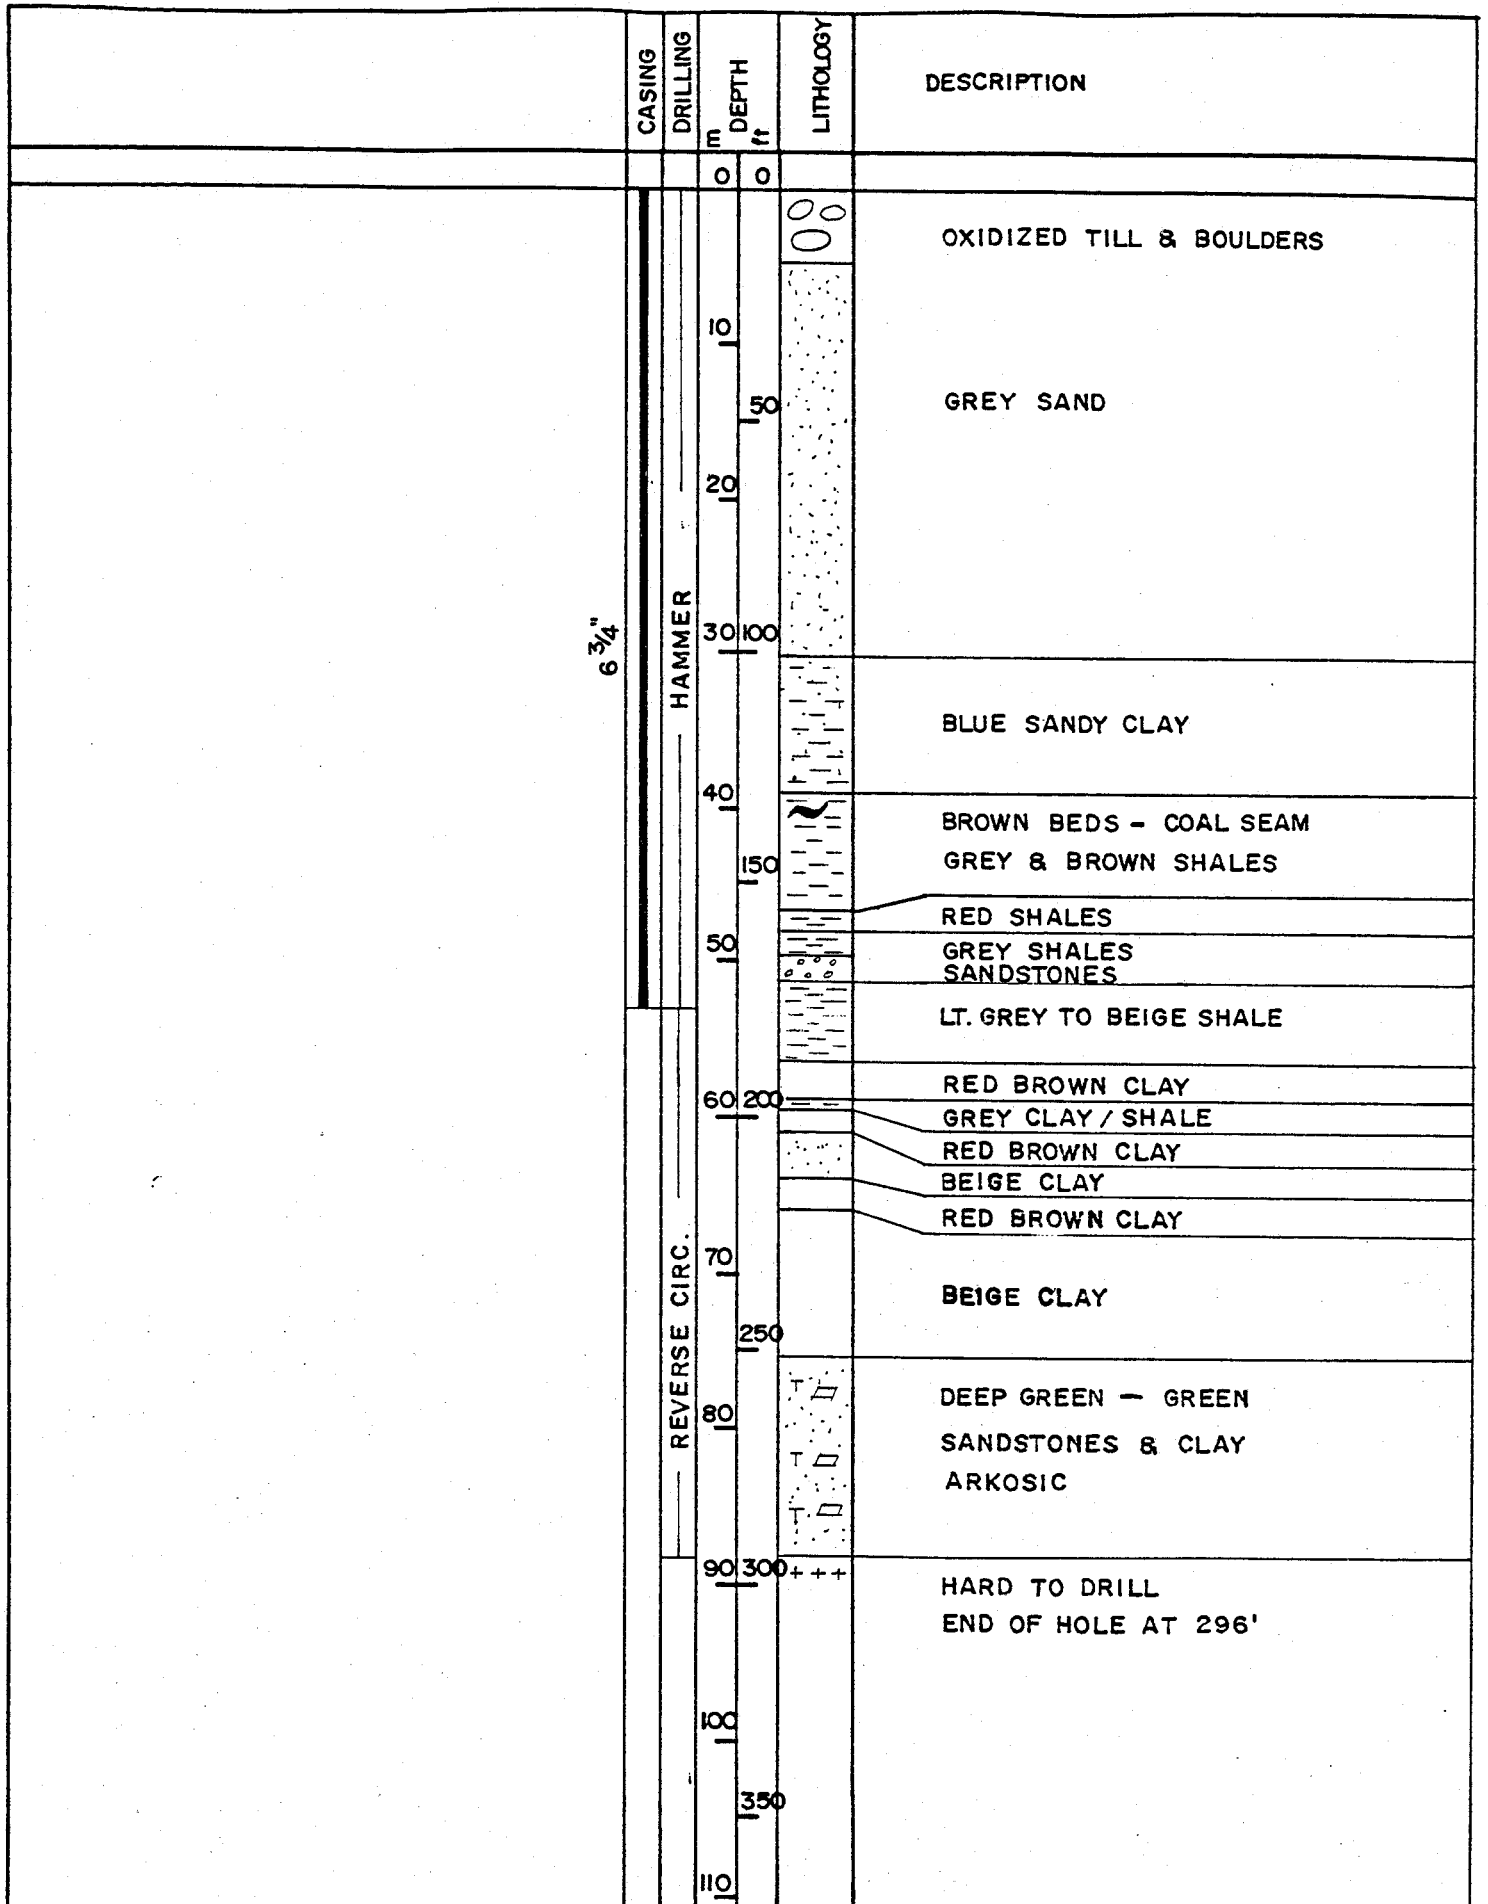 CASING
DRILLING
DEPTH
m
ft
LITHOLOGY
DESCRIPTION
0 0
OXIDIZED TILL & BOULDERS
10
GREY SAND
50
20
HAMMER
6 3/4"
30 100
BLUE SANDY CLAY
40
BROWN BEDS - COAL SEAM
150
GREY & BROWN SHALES
RED SHALES
50
GREY SHALES
SANDSTONES
LT. GREY TO BEIGE SHALE
RED BROWN CLAY
60 200
GREY CLAY / SHALE
RED BROWN CLAY
BEIGE CLAY
RED BROWN CLAY
REVERSE CIRC.
70
BEIGE CLAY
250
DEEP GREEN - GREEN
80
SANDSTONES & CLAY
ARKOSIC
90 300
HARD TO DRILL
END OF HOLE AT 296'
100
350
110